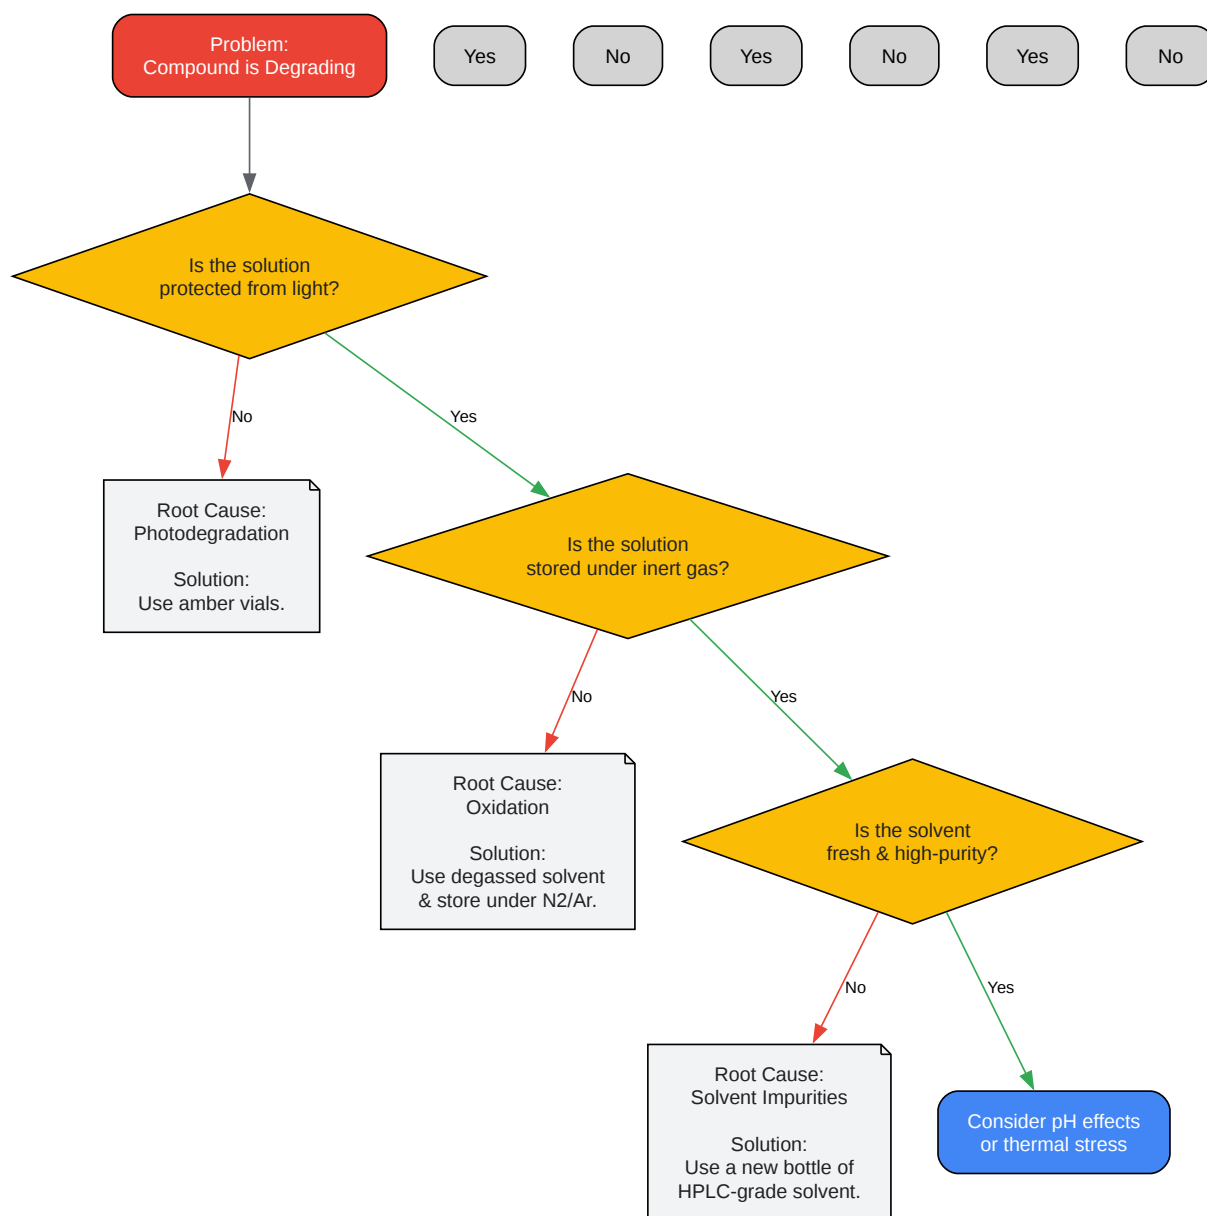 Problem:
Compound is Degrading
Yes
No
Yes
No
Yes
No
Is the solution
protected from light?
No
Yes
Root Cause:
Photodegradation
Solution:
Use amber vials.
Is the solution
stored under inert gas?
No
Yes
Root Cause:
Oxidation
Solution:
Use degassed solvent
& store under N2/Ar.
Is the solvent
fresh & high-purity?
No
Yes
Root Cause:
Solvent Impurities
Solution:
Use a new bottle of
HPLC-grade solvent.
Consider pH effects
or thermal stress